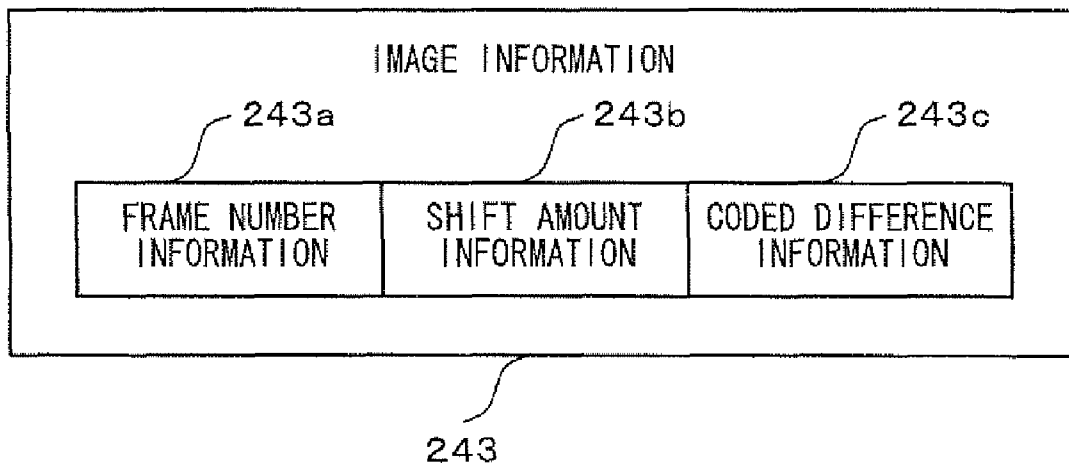 IMAGE INFORMATION
243a 243b 243c
FRAME NUMBER INFORMATION
SHIFT AMOUNT INFORMATION
CODED DIFFERENCE INFORMATION
243